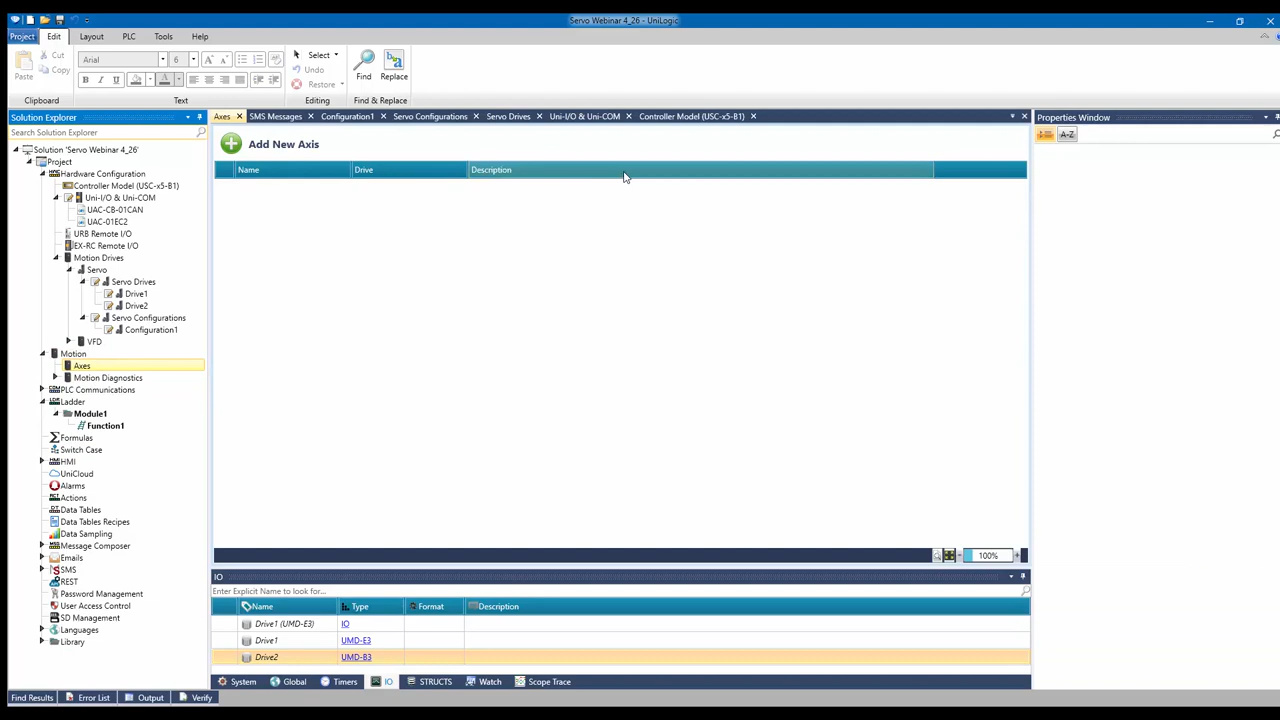 Servo Webinar 4_26 - UniLogic
Project Edit Layout PLC Tools Help
Paste Cut Copy
Clipboard
Arial 6
B I U
Text
Select
Undo
Restore
Editing
Find Replace
Find & Replace
Solution Explorer
Search Solution Explorer
Solution 'Servo Webinar 4_26'
Project
Hardware Configuration
Controller Model (USC-x5-B1)
Uni-I/O & Uni-COM
UAC-CB-01CAN
UAC-01EC2
URB Remote I/O
EX-RC Remote I/O
Motion Drives
Servo
Servo Drives
Drive1
Drive2
Servo Configurations
Configuration1
VFD
Motion
Axes
Motion Diagnostics
PLC Communications
Ladder
Module1
Function1
Formulas
Switch Case
HMI
UniCloud
Alarms
Actions
Data Tables
Data Tables Recipes
Data Sampling
Message Composer
Emails
SMS
REST
Password Management
User Access Control
SD Management
Languages
Library
Axes SMS Messages Configuration1 Servo Configurations Servo Drives Uni-I/O & Uni-COM Controller Model (USC-x5-B1)
Add New Axis
Name Drive Description
100%
IO
Enter Explicit Name to look for...
Name Type Format Description
Drive1 (UMD-E3) IO
Drive1 UMD-E3
Drive2 UMD-B3
System Global Timers IO STRUCTS Watch Scope Trace
Properties Window
A-Z
Find Results Error List Output Verify